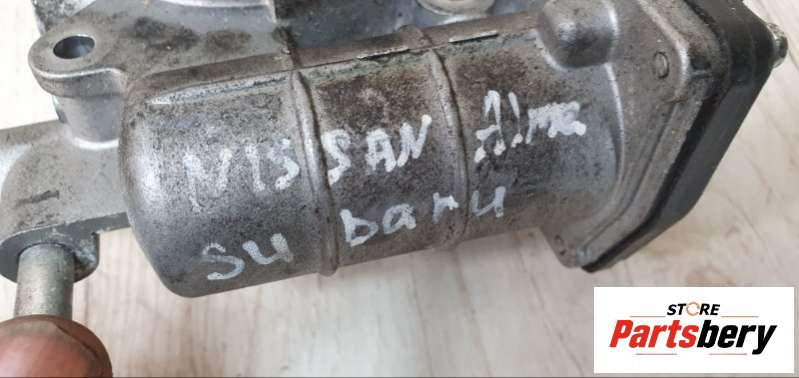 NISSAN Alme
Su baru
STORE
Partsbery